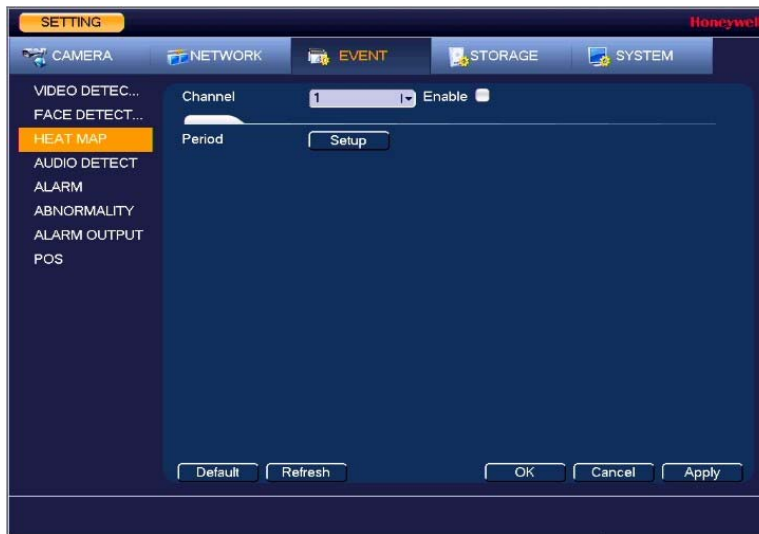 SETTING
Honeywell
CAMERA NETWORK EVENT STORAGE SYSTEM
VIDEO DETEC...
FACE DETECT...
HEAT MAP
AUDIO DETECT
ALARM
ABNORMALITY
ALARM OUTPUT
POS
Channel 1 Enable
Period Setup
Default Refresh OK Cancel Apply